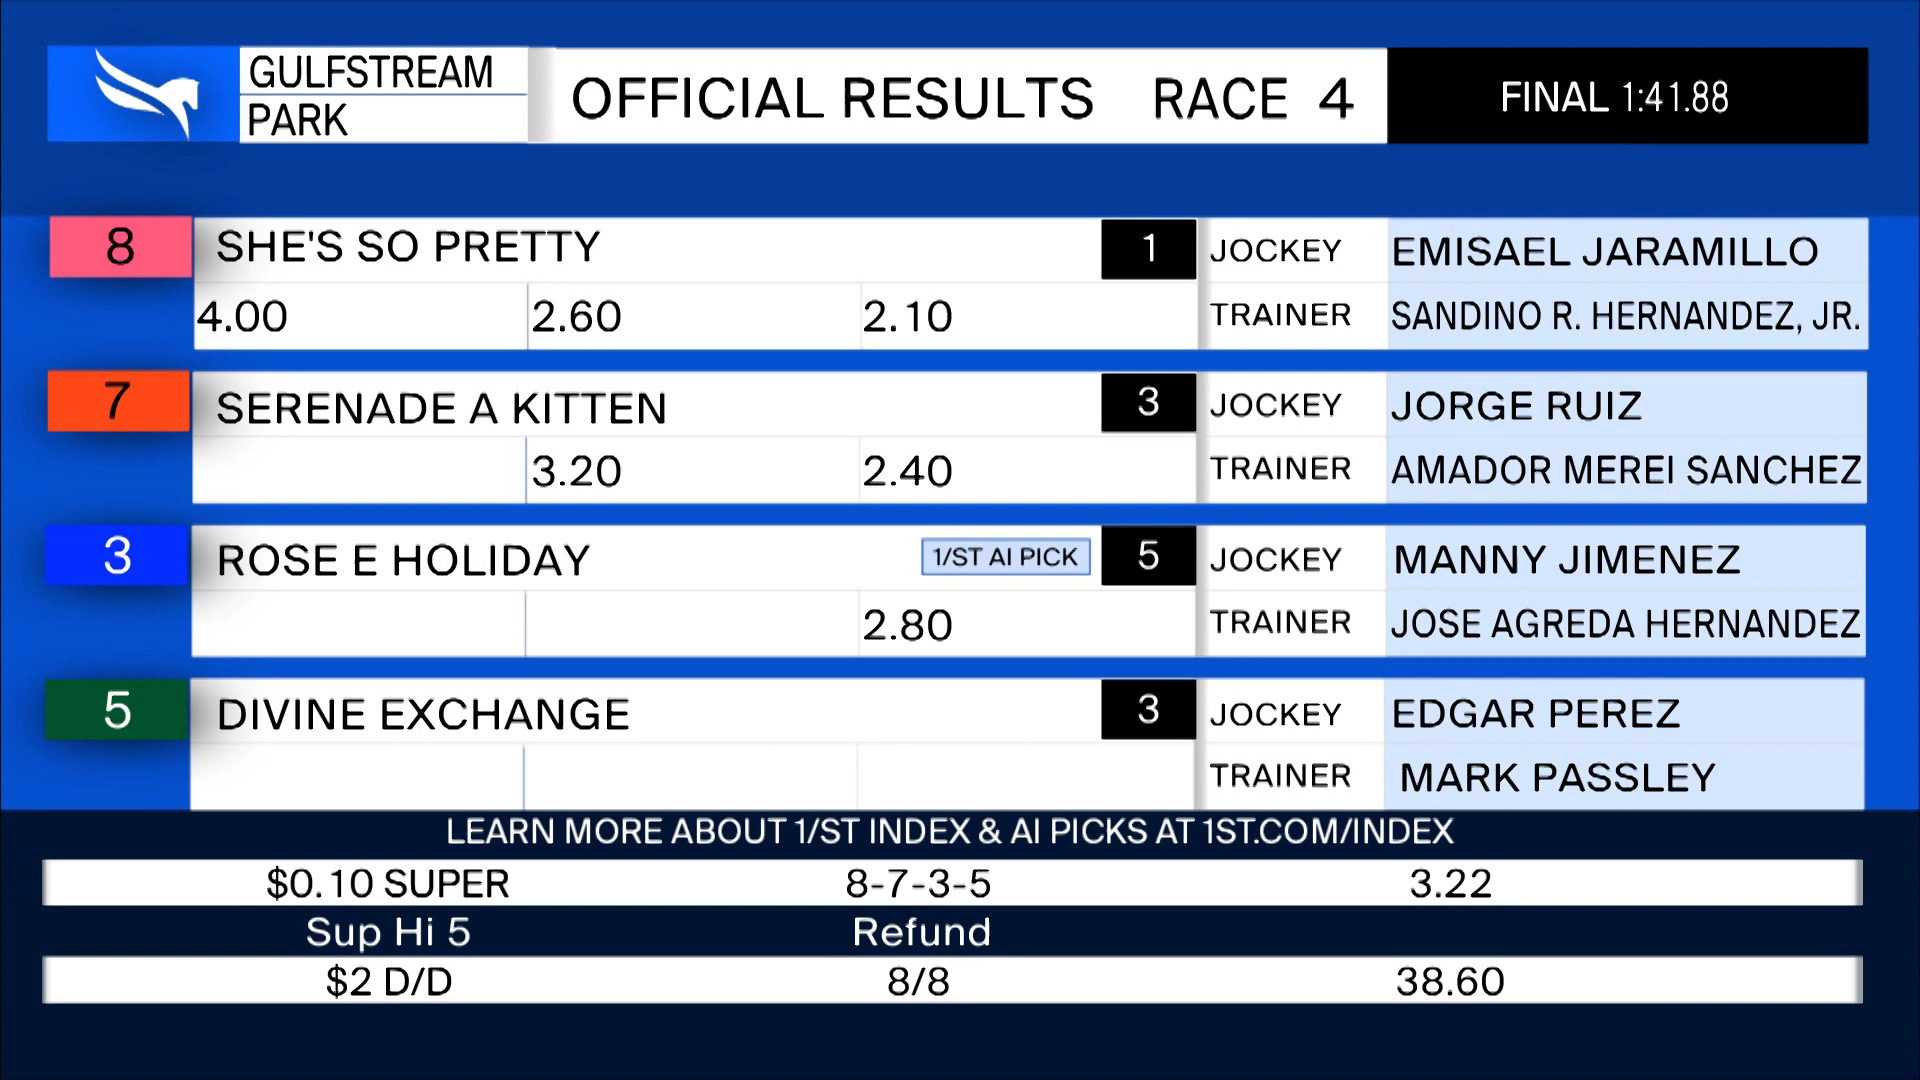 GULFSTREAM
PARK
OFFICIAL RESULTS RACE 4
FINAL 1:41.88
8 SHE'S SO PRETTY 1 JOCKEY EMISAEL JARAMILLO
4.00 2.60 2.10 TRAINER SANDINO R. HERNANDEZ, JR.
7 SERENADE A KITTEN 3 JOCKEY JORGE RUIZ
3.20 2.40 TRAINER AMADOR MEREI SANCHEZ
3 ROSE E HOLIDAY 1/ST AI PICK 5 JOCKEY MANNY JIMENEZ
2.80 TRAINER JOSE AGREDA HERNANDEZ
5 DIVINE EXCHANGE 3 JOCKEY EDGAR PEREZ
TRAINER MARK PASSLEY
LEARN MORE ABOUT 1/ST INDEX & AI PICKS AT 1ST.COM/INDEX
$0.10 SUPER 8-7-3-5 3.22
Sup Hi 5 Refund
$2 D/D 8/8 38.60